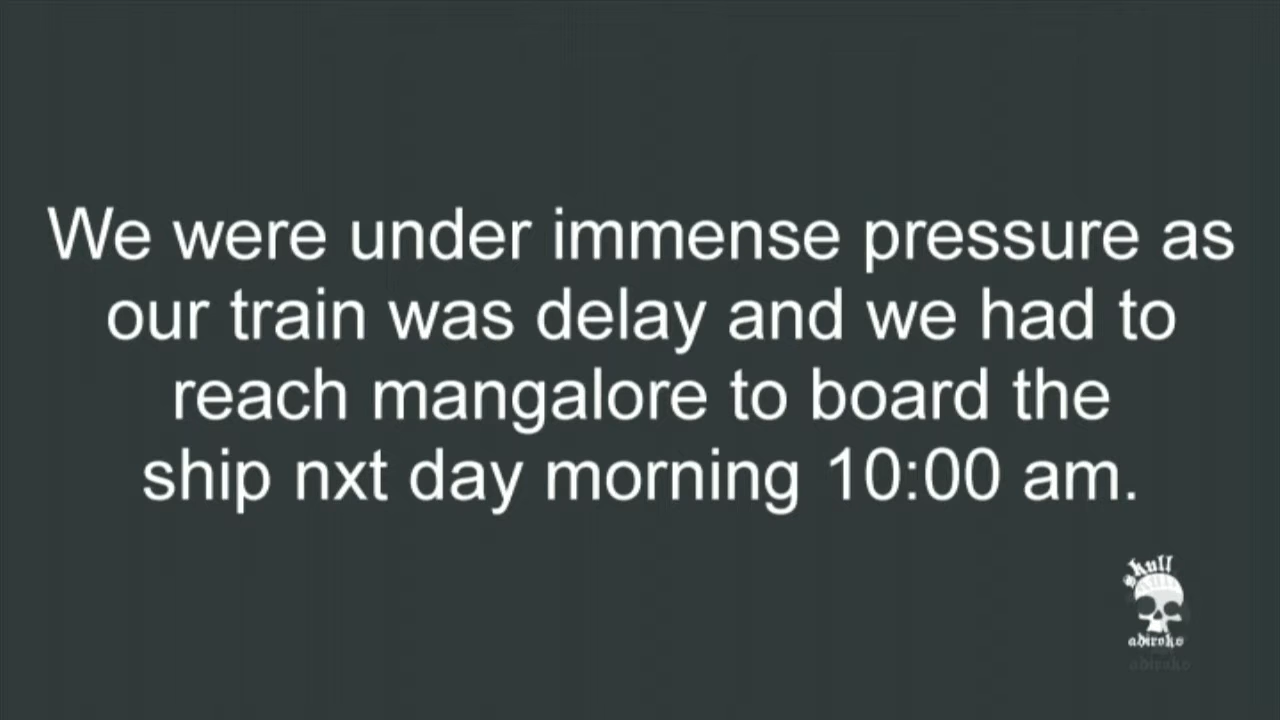 We were under immense pressure as
our train was delay and we had to
reach mangalore to board the
ship nxt day morning 10:00 am.
skull
adiroks